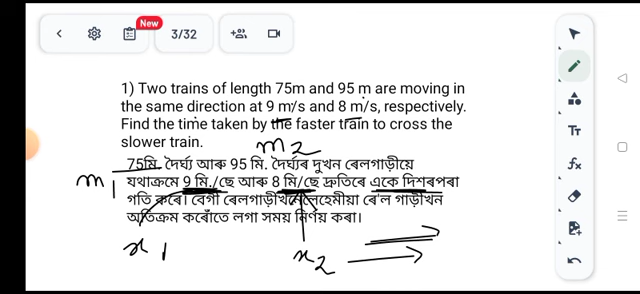 New
3/32
1) Two trains of length 75m and 95 m are moving in
the same direction at 9 m/s and 8 m/s, respectively.
Find the time taken by the faster train to cross the
slower train.
m2
75মি. দৈৰ্ঘ্য আৰু 95 মি. দৈৰ্ঘ্যৰ দুখন ৰেলগাড়ীয়ে
m1
যথাক্ৰমে 9 মি./ছে আৰু 8 মি/ছে দ্ৰুতিৰে একে দিশৰপৰা
গতি কৰে। বেগী ৰেলগাড়ীখনে লেহেমীয়া ৰে'ল গাড়ীখন
অতিক্ৰম কৰোঁতে লগা সময় নিৰ্ণয় কৰা।
x1
x2
Tт
fx